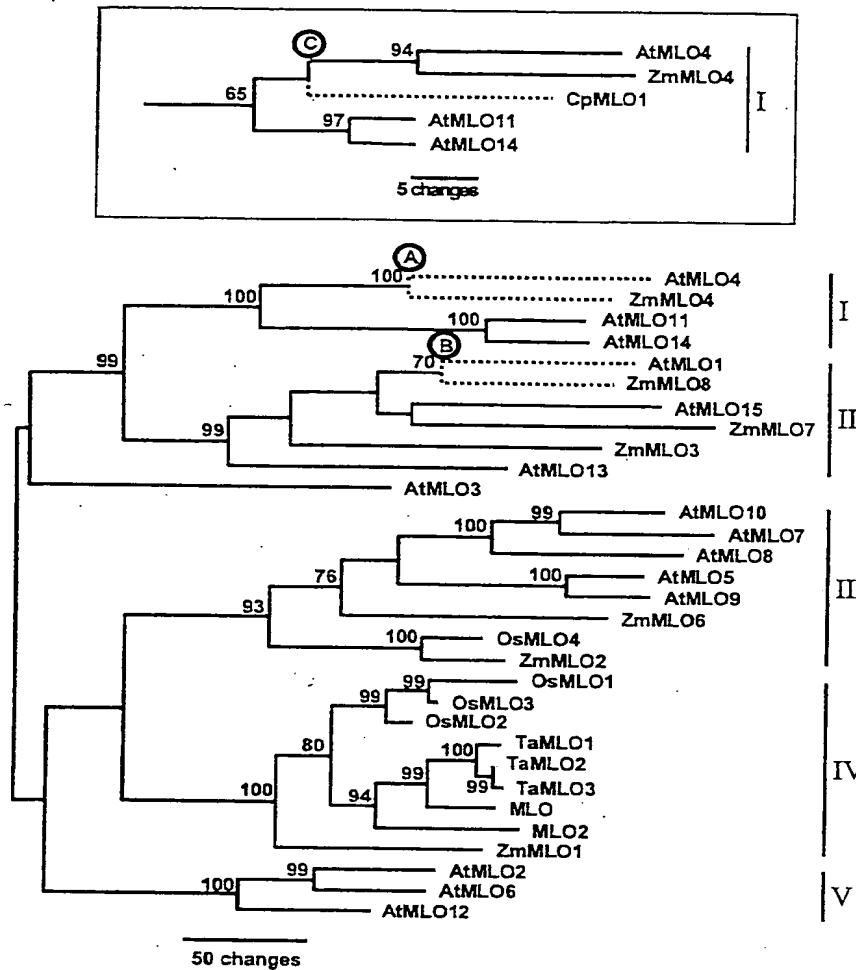 C
94
AtMLO4
ZmMLO4
65
CpMLO1
I
97
AtMLO11
AtMLO14
5 changes
A
100
AtMLO4
100
ZmMLO4
I
100
AtMLO11
AtMLO14
B
99
70
AtMLO1
ZmMLO8
AtMLO15
II
ZmMLO7
99
ZmMLO3
AtMLO13
AtMLO3
99
AtMLO10
100
AtMLO7
AtMLO8
76
100
AtMLO5
III
AtMLO9
93
ZmMLO6
100
OsMLO4
ZmMLO2
99
OsMLO1
99
OsMLO3
OsMLO2
80
100
TaMLO1
TaMLO2
IV
99
99
TaMLO3
100
94
MLO
MLO2
ZmMLO1
99
AtMLO2
100
AtMLO6
V
AtMLO12
50 changes